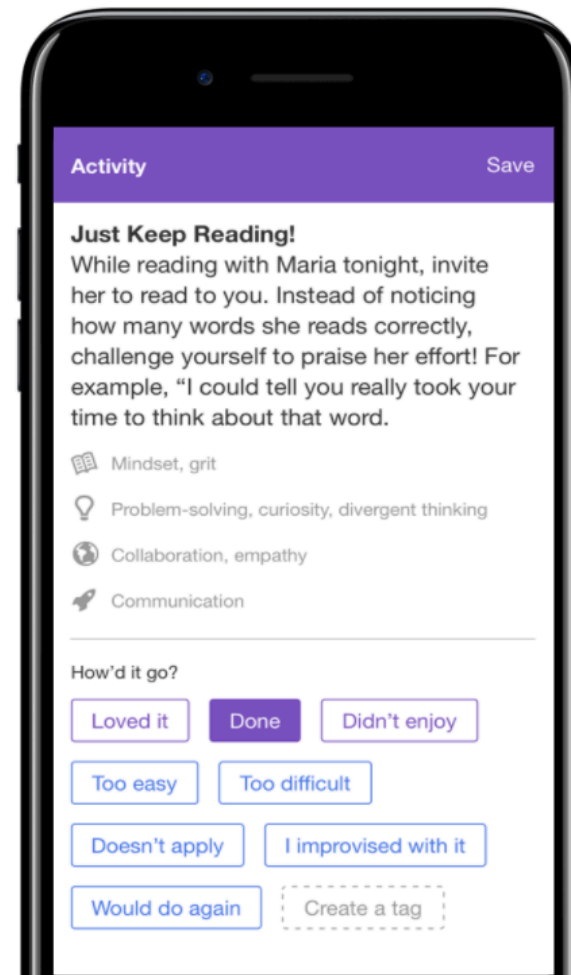 Activity Save
Just Keep Reading!
While reading with Maria tonight, invite
her to read to you. Instead of noticing
how many words she reads correctly,
challenge yourself to praise her effort! For
example, “I could tell you really took your
time to think about that word.
Mindset, grit
Problem-solving, curiosity, divergent thinking
Collaboration, empathy
Communication
How’d it go?
Loved it Done Didn’t enjoy
Too easy Too difficult
Doesn’t apply I improvised with it
Would do again Create a tag